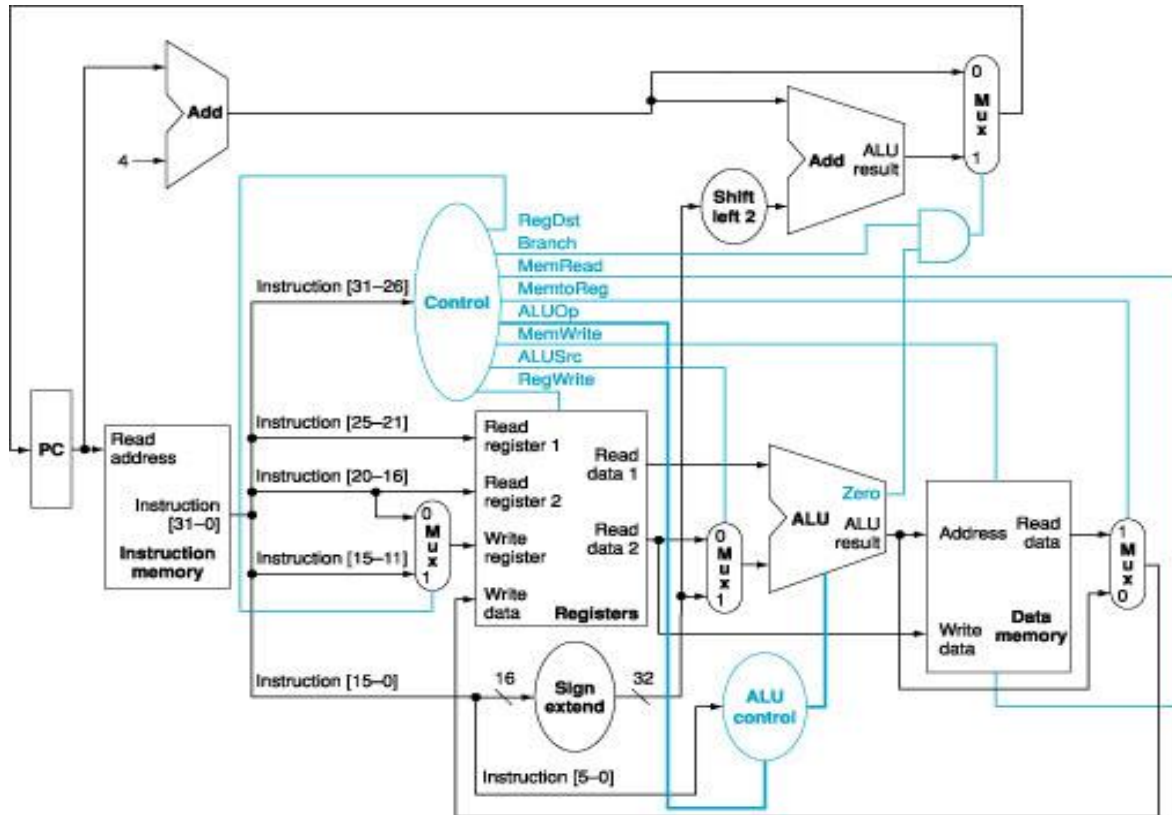 0
M
u
x
1
Add
Add
ALU
result
4
Shift
left 2
RegDst
Branch
MemRead
MemtoReg
ALUOp
MemWrite
ALUSrc
RegWrite
Instruction [31–26]
Control
Instruction [25–21]
PC
Read
address
Instruction
[31–0]
Instruction
memory
Instruction [20–16]
0
M
u
x
1
Instruction [15–11]
Read
register 1
Read
register 2
Write
register
Write
data
Read
data 1
Read
data 2
Registers
0
M
u
x
1
Zero
ALU
ALU
result
Address
Read
data
Write
data
Data
memory
1
M
u
x
0
Instruction [15–0]
16
Sign
extend
32
ALU
control
Instruction [5–0]